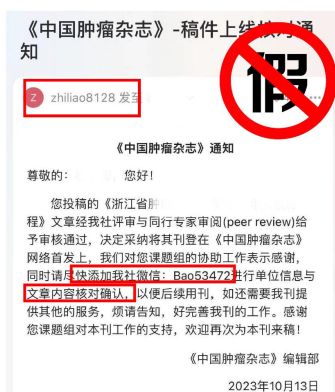 《中国肿瘤杂志》-稿件上线核对通
知
假
Z zhiliao8128 发至
《中国肿瘤杂志》通知
尊敬的： 您好！
您投稿的《浙江省肿
程》文章经我社评审与同行专家审阅(peer review)给
予审核通过，决定采纳将其刊登在《中国肿瘤杂志》
网络首发上，我们对您课题组的协助工作表示感谢，
同时请尽快添加我社微信：Bao53472进行单位信息与
文章内容核对确认，以便后续用刊，如还需要我刊提
供其他的服务，烦请告知，好完善我刊的工作。感谢
您课题组对本刊工作的支持，欢迎再次为本刊来稿！
《中国肿瘤杂志》编辑部
2023年10月13日